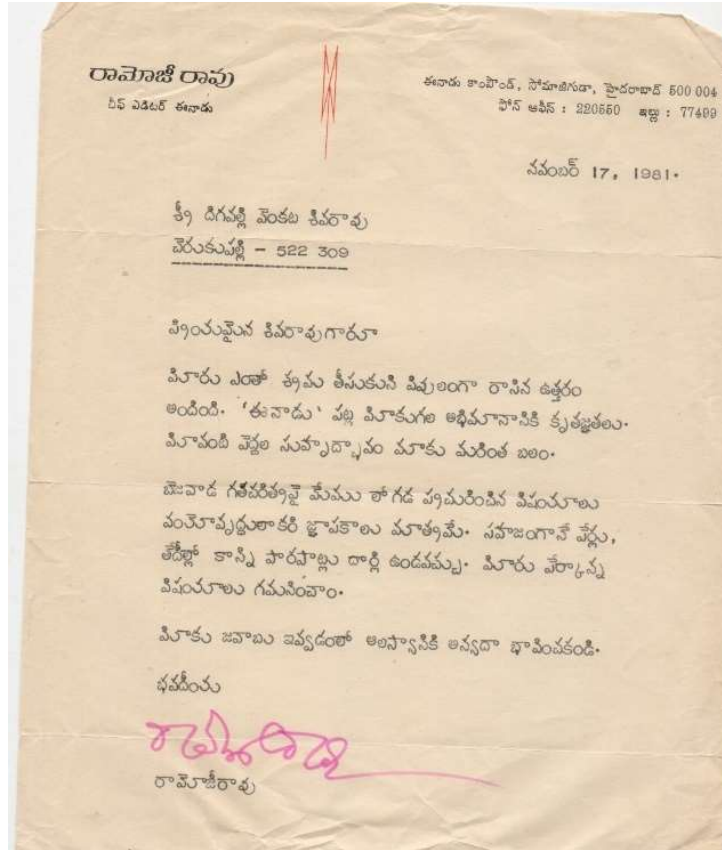 రామోజీ రావు
చీఫ్ ఎడిటర్ ఈనాడు
ఈనాడు కాంపౌండ్, సోమాజిగుడా, హైదరాబాద్ 500 004
ఫోన్ ఆఫీస్ : 220550 ఇల్లు : 77499
నవంబర్ 17, 1981.
శ్రీ దిగవల్లి వెంకట శివరావు
చెరుకుపల్లి - 522 309
ప్రియమైన శివరావుగారూ
మీరు ఎంతో శ్రమ తీసుకుని విపులంగా రాసిన ఉత్తరం
అందింది. 'ఈనాడు' పట్ల మీకుగల అభిమానానికి కృతజ్ఞతలు.
మీవంటి పెద్దల సుహృద్భావం మాకు మరింత బలం.
బెజవాడ గతచరిత్రపై మేము లోగడ ప్రచురించిన విషయాలు
వయోవృద్ధులాకరి జ్ఞాపకాలు మాత్రమే. సహజంగానే పేర్లు,
తేదీల్లో కొన్ని పొరపాట్లు దొర్లి ఉండవచ్చు. మీరు పేర్కొన్న
విషయాలు గమనించాం.
మీకు జవాబు ఇవ్వడంలో ఆలస్యానికి అన్యదా భావించకండి.
భవదీయ
రామోజీరావు